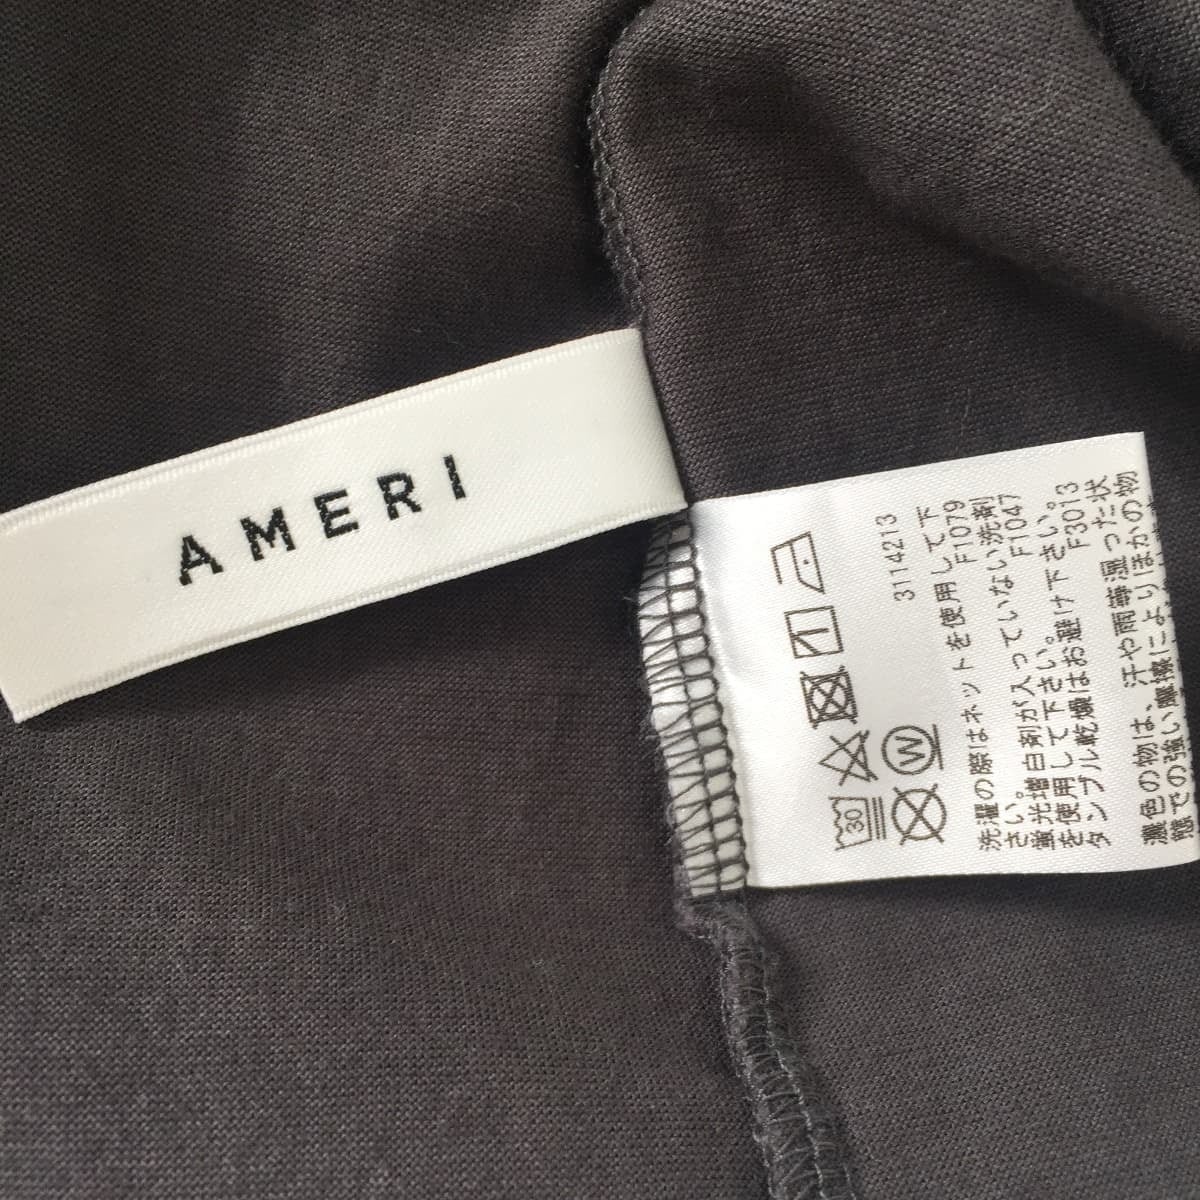 AMERI
30
W
3114213
洗濯の際はネットを使用して下
さい。 F1079
蛍光増白剤が入っていない洗剤
を使用して下さい。 F1047
タンブル乾燥はお避け下さい。
F3013
濃色の物は、汗や雨等湿った状
態での強い摩擦によりほかの物